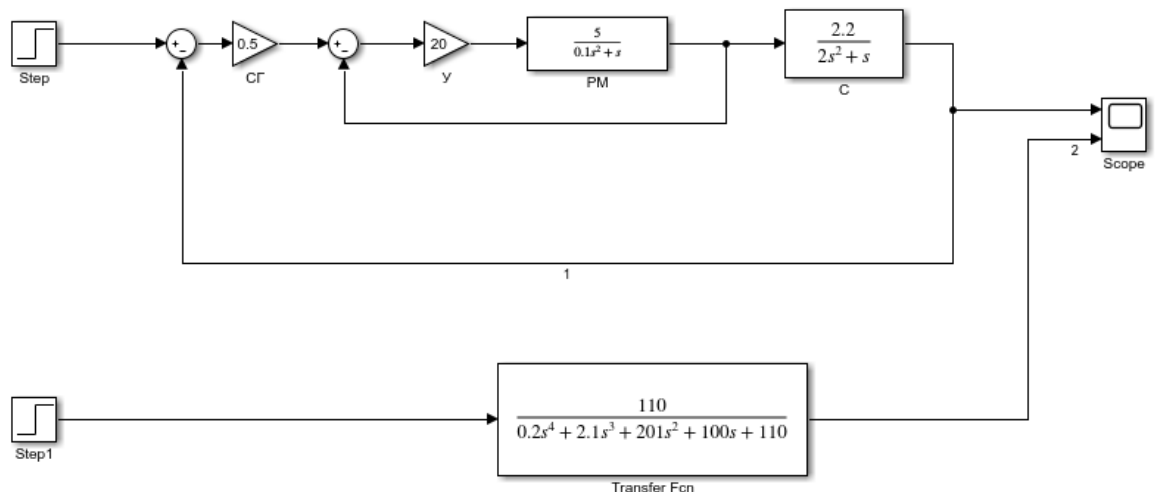 Step
+
-
0.5
СГ
+
-
20
У
5
0.1s² + s
РМ
2.2
2s² + s
С
2
Scope
1
Step1
110
0.2s⁴ + 2.1s³ + 201s² + 100s + 110
Transfer Fcn